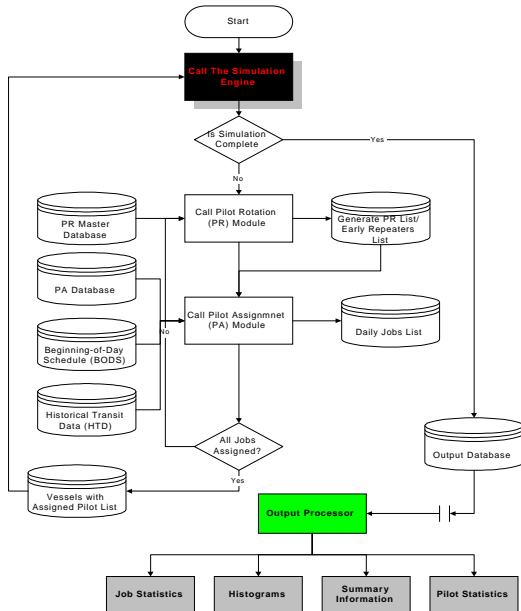 Start
Call The Simulation
Engine
Is Simulation
Complete
Yes
No
PR Master
Database
Call Pilot Rotation
(PR) Module
Generate PR List/
Early Repeaters
List
PA Database
Call Pilot Assignmnet
(PA) Module
No
Daily Jobs List
Beginning-of-Day
Schedule (BODS)
Historical Transit
Data (HTD)
All Jobs
Assigned?
Yes
Output Database
Vessels with
Assigned Pilot List
Output Processor
Job Statistics
Histograms
Summary
Information
Pilot Statistics